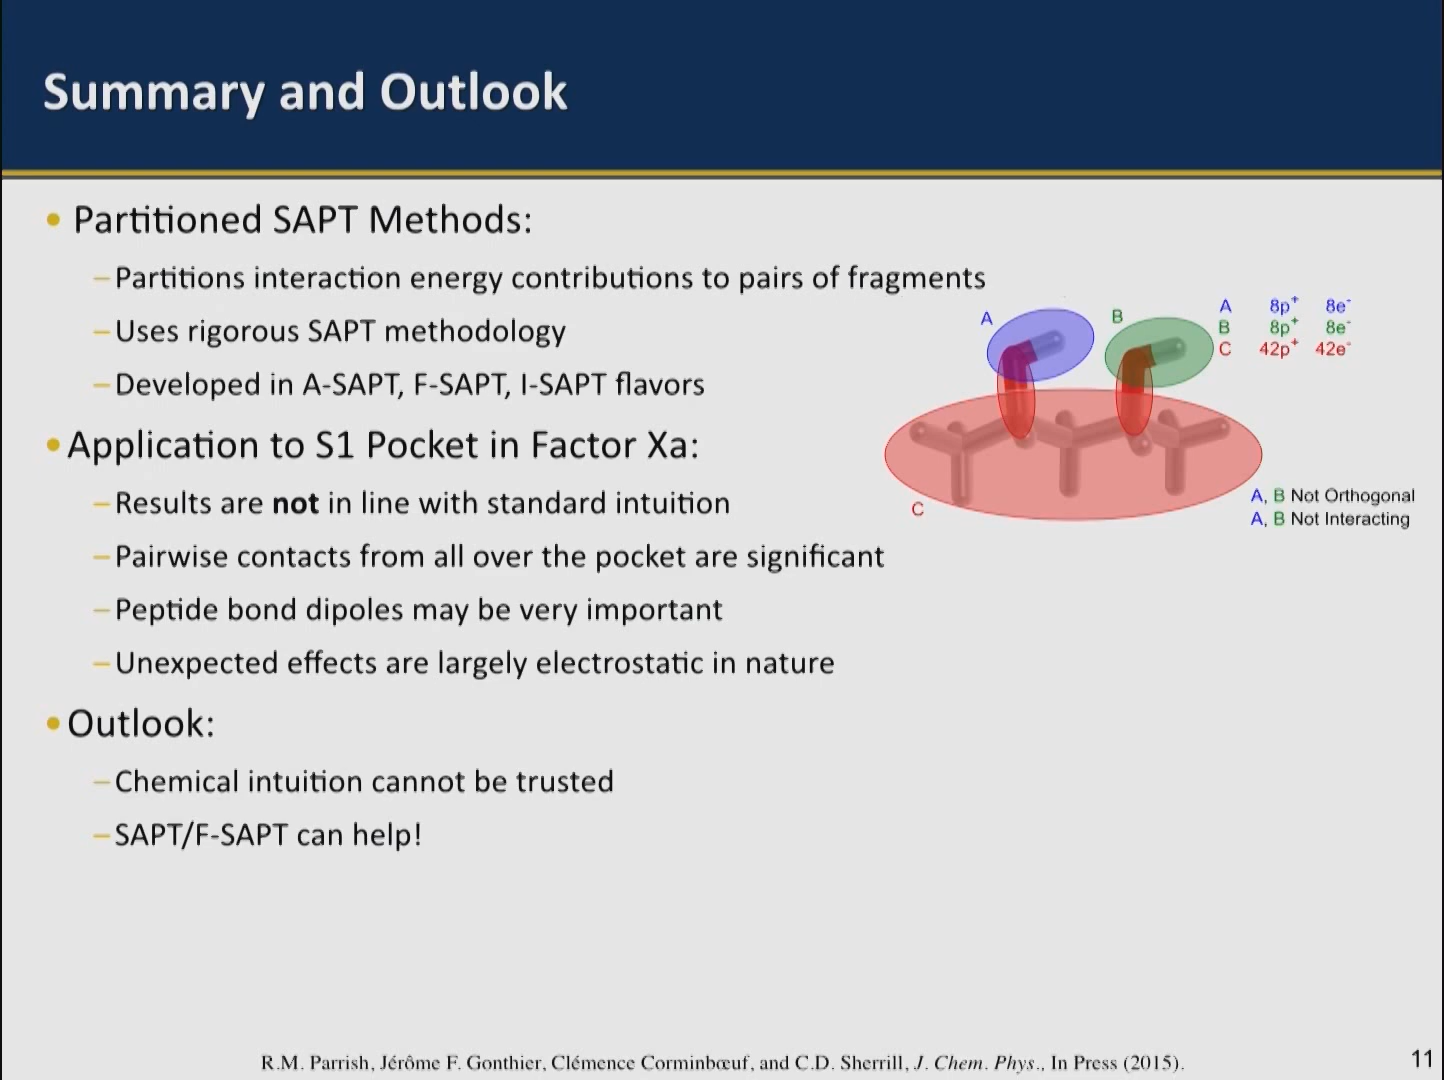 Summary and Outlook
• Partitioned SAPT Methods:
– Partitions interaction energy contributions to pairs of fragments
– Uses rigorous SAPT methodology
– Developed in A-SAPT, F-SAPT, I-SAPT flavors
A
B
A 8p⁺ 8e⁻
B 8p⁺ 8e⁻
C 42p⁺ 42e⁻
C
A, B Not Orthogonal
A, B Not Interacting
• Application to S1 Pocket in Factor Xa:
– Results are not in line with standard intuition
– Pairwise contacts from all over the pocket are significant
– Peptide bond dipoles may be very important
– Unexpected effects are largely electrostatic in nature
• Outlook:
– Chemical intuition cannot be trusted
– SAPT/F-SAPT can help!
R.M. Parrish, Jérôme F. Gonthier, Clémence Corminbœuf, and C.D. Sherrill, J. Chem. Phys., In Press (2015).
11